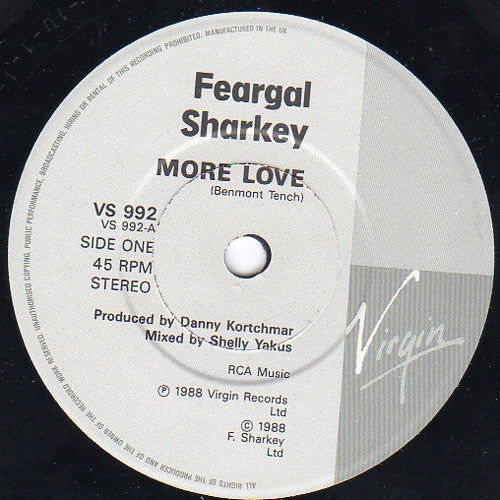 ALL RIGHTS OF THE PRODUCER AND OF THE OWNER OF THE RECORDED WORK RESERVED. UNAUTHORISED COPYING, PUBLIC PERFORMANCE, BROADCASTING, HIRING OR RENTAL OF THIS RECORDING PROHIBITED. MANUFACTURED IN THE UK
Feargal
Sharkey
MORE LOVE
(Benmont Tench)
VS 992
VS 992-A
SIDE ONE
45 RPM
STEREO
Produced by Danny Kortchmar
Mixed by Shelly Yakus
RCA Music
Ⓟ 1988 Virgin Records
Ltd
© 1988
F. Sharkey
Ltd
Virgin